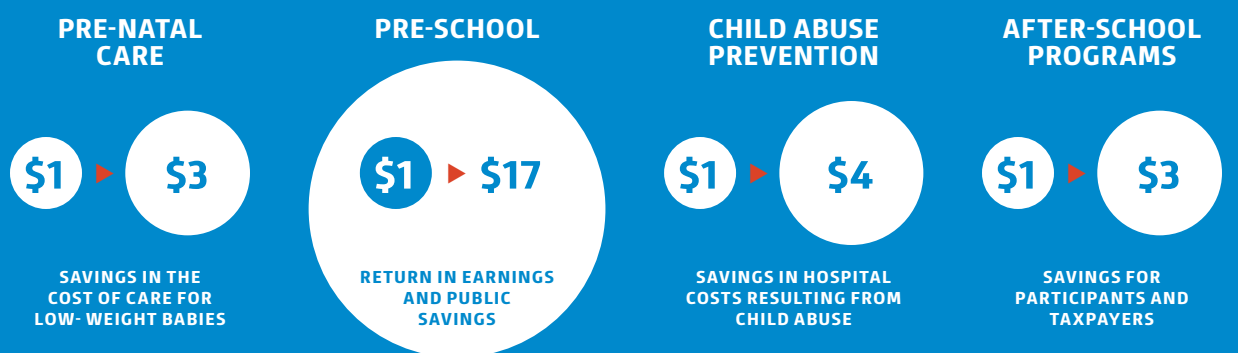 PRE-NATAL
CARE
$1 ▶ $3
SAVINGS IN THE
COST OF CARE FOR
LOW- WEIGHT BABIES
PRE-SCHOOL
$1 ▶ $17
RETURN IN EARNINGS
AND PUBLIC
SAVINGS
CHILD ABUSE
PREVENTION
$1 ▶ $4
SAVINGS IN HOSPITAL
COSTS RESULTING FROM
CHILD ABUSE
AFTER-SCHOOL
PROGRAMS
$1 ▶ $3
SAVINGS FOR
PARTICIPANTS AND
TAXPAYERS